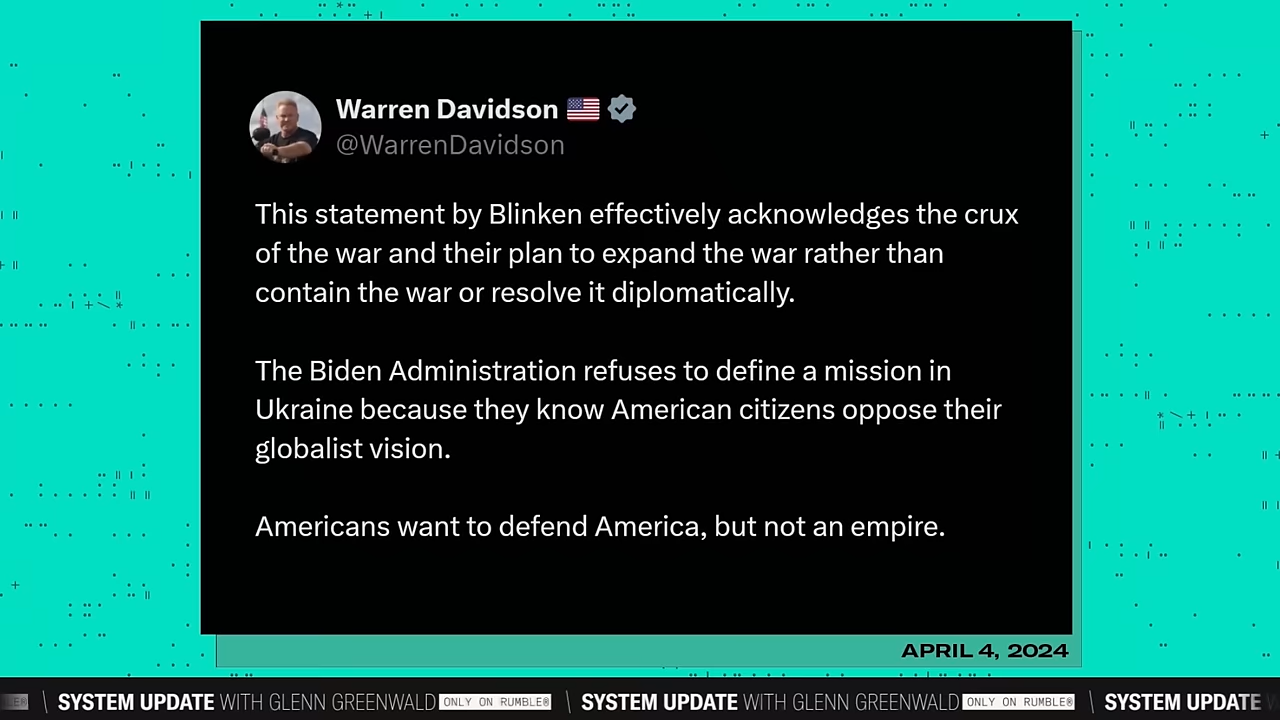 Warren Davidson
@WarrenDavidson
This statement by Blinken effectively acknowledges the crux
of the war and their plan to expand the war rather than
contain the war or resolve it diplomatically.
The Biden Administration refuses to define a mission in
Ukraine because they know American citizens oppose their
globalist vision.
Americans want to defend America, but not an empire.
APRIL 4, 2024
SYSTEM UPDATE WITH GLENN GREENWALD ONLY ON RUMBLE® SYSTEM UPDATE WITH GLENN GREENWALD ONLY ON RUMBLE® SYSTEM UPDATE